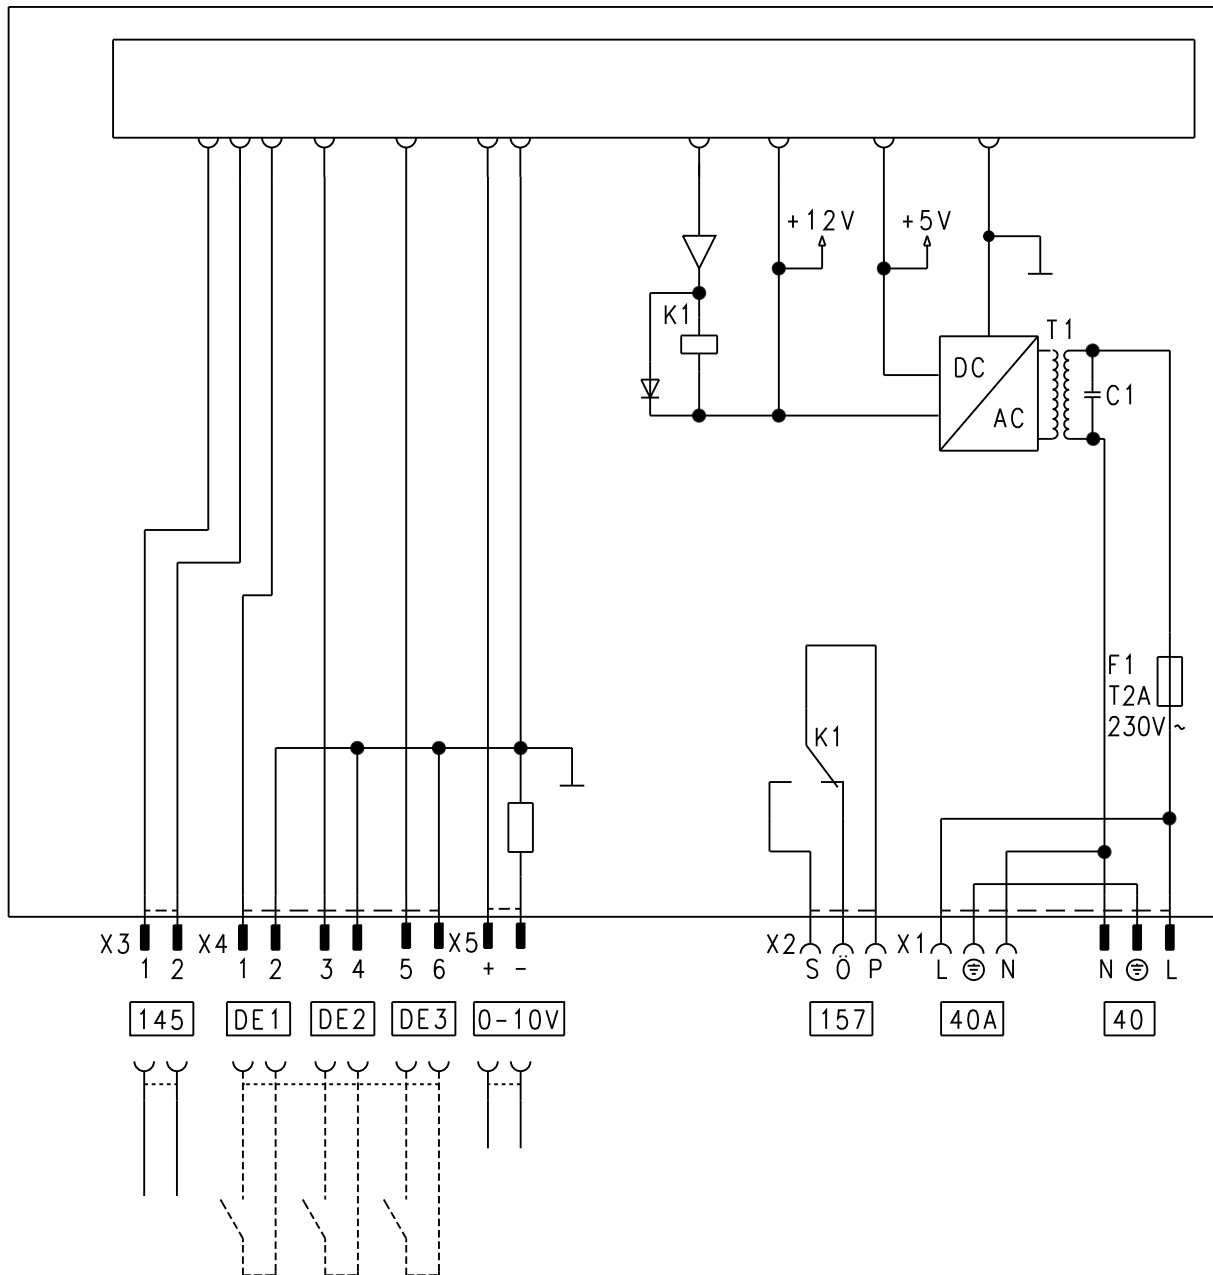 +12V
+5V
K1
T1
DC
AC
C1
F1
T2A
230V~
K1
X3
X4
X5
X2
X1
1 2
1 2 3 4 5 6
+ -
S Ö P
L N
N L
145
DE1
DE2
DE3
0-10V
157
40A
40